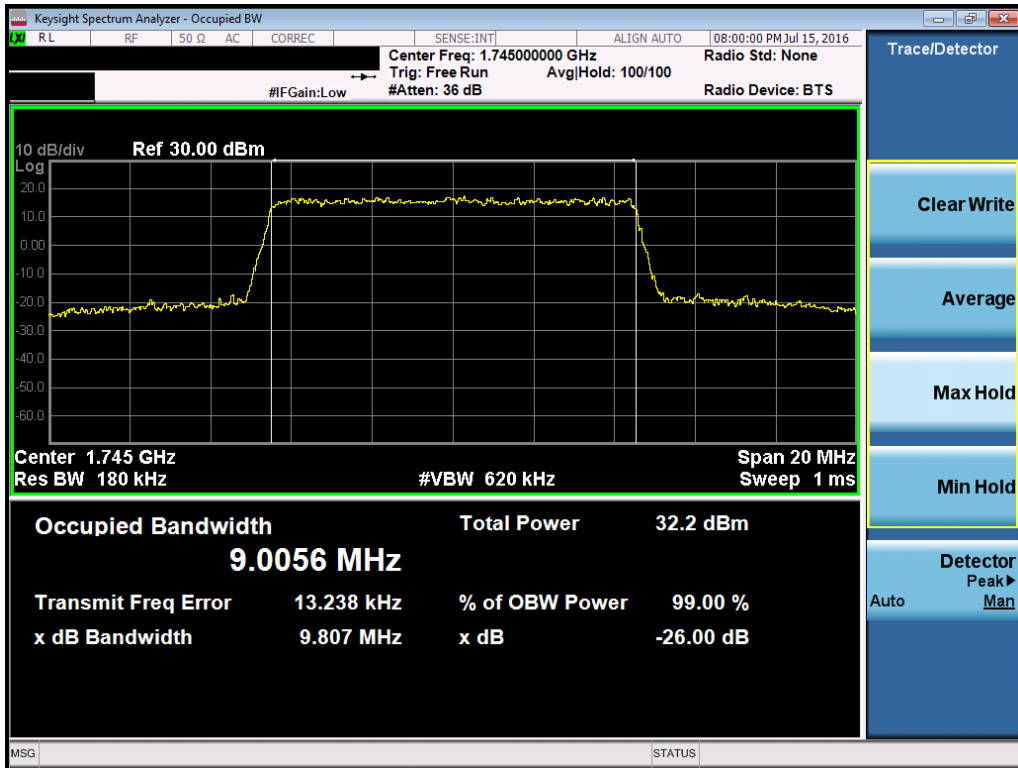 Keysight Spectrum Analyzer - Occupied BW
LXI RL RF 50 Ω AC CORREC SENSE:INT ALIGN AUTO 08:00:00 PM Jul 15, 2016
Center Freq: 1.745000000 GHz Radio Std: None
Trig: Free Run Avg|Hold: 100/100
#IFGain:Low #Atten: 36 dB Radio Device: BTS
Trace/Detector
10 dB/div Ref 30.00 dBm
Log
20.0
10.0
0.00
-10.0
-20.0
-30.0
-40.0
-50.0
-60.0
Center 1.745 GHz Span 20 MHz
Res BW 180 kHz #VBW 620 kHz Sweep 1 ms
Occupied Bandwidth Total Power 32.2 dBm
9.0056 MHz
Transmit Freq Error 13.238 kHz % of OBW Power 99.00 %
x dB Bandwidth 9.807 MHz x dB -26.00 dB
Clear Write
Average
Max Hold
Min Hold
Detector
Peak▶
Auto Man
MSG STATUS